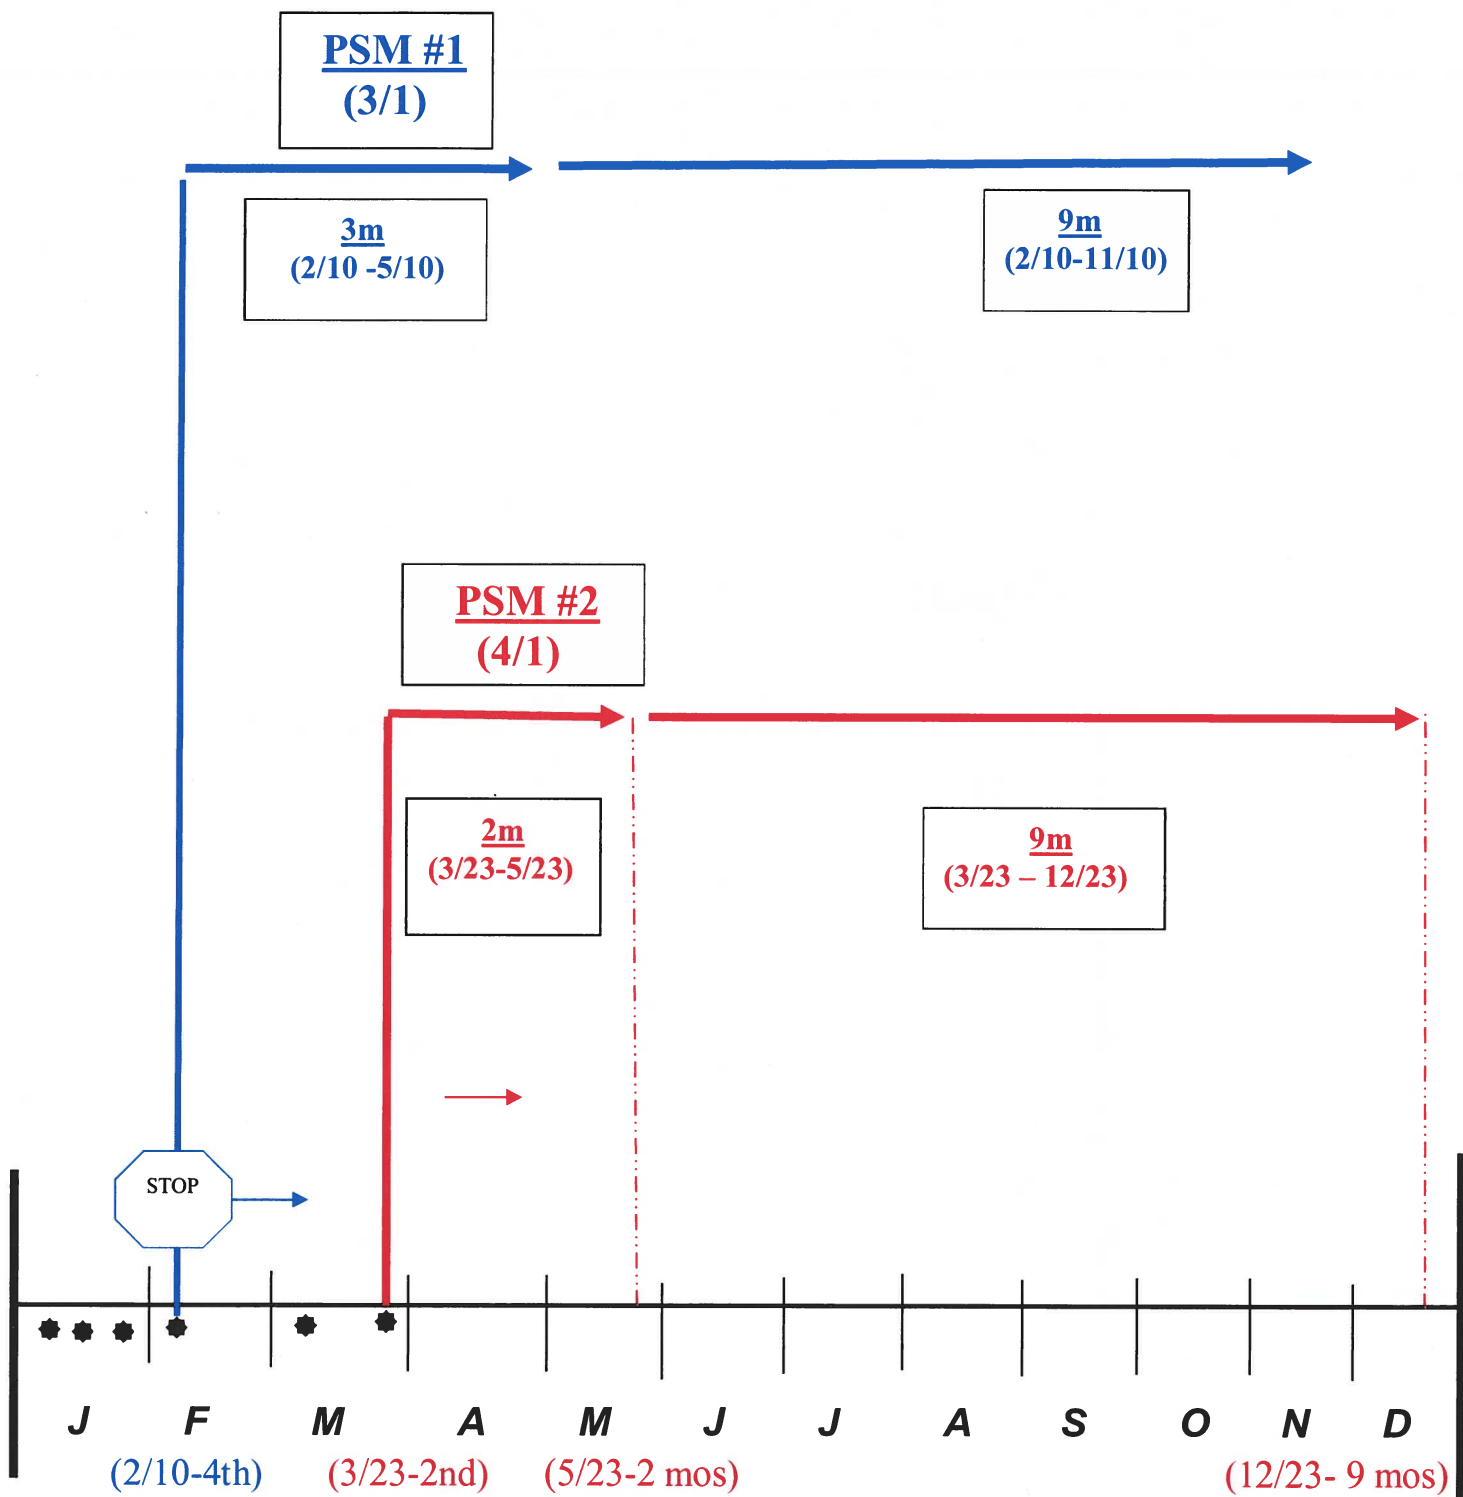 PSM #1
(3/1)
3m
(2/10 -5/10)
9m
(2/10-11/10)
PSM #2
(4/1)
2m
(3/23-5/23)
9m
(3/23 – 12/23)
STOP
J F M A M J J A S O N D
(2/10-4th) (3/23-2nd) (5/23-2 mos) (12/23- 9 mos)